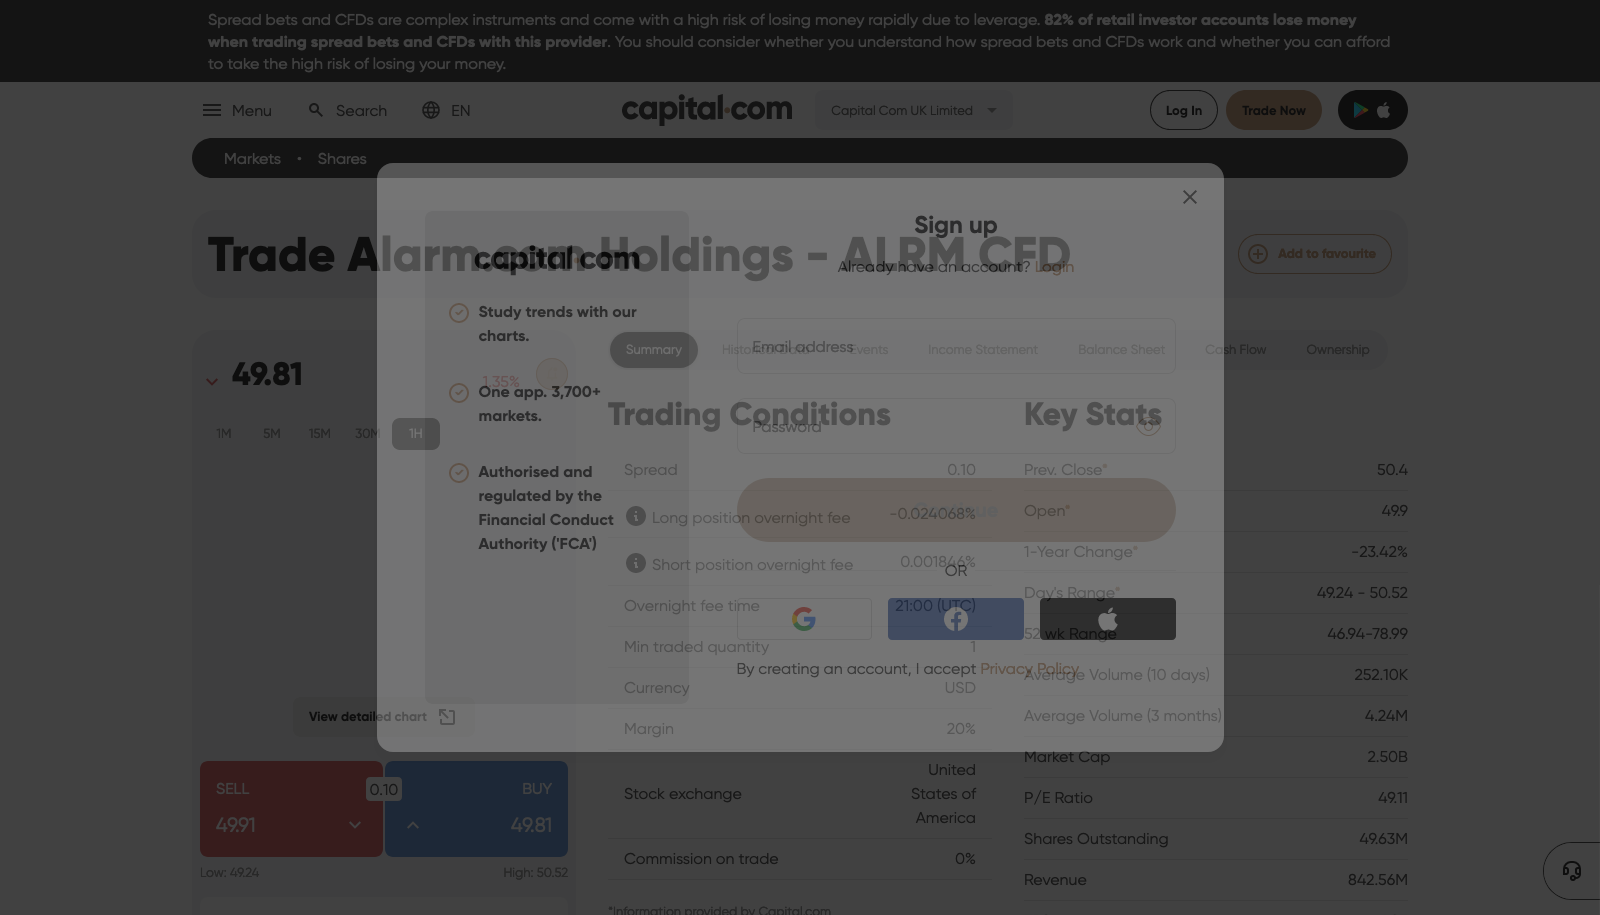 Spread bets and CFDs are complex instruments and come with a high risk of losing money rapidly due to leverage. 82% of retail investor accounts lose money
when trading spread bets and CFDs with this provider. You should consider whether you understand how spread bets and CFDs work and whether you can afford
to take the high risk of losing your money.
Menu
Search
EN
capital.com
Capital Com UK Limited
Log In
Trade Now
Markets • Shares
Trade Alarm.com Holdings - ALRM CFD
Add to favourite
capital.com
Study trends with our
charts.
One app. 3,700+
markets.
Authorised and
regulated by the
Financial Conduct
Authority ('FCA')
Sign up
Already have an account? Login
Email address
Password
OR
By creating an account, I accept Privacy Policy
49.81
1.35%
1M 5M 15M 30M 1H
View detailed chart
SELL
49.91
0.10
BUY
49.81
Low: 49.24
High: 50.52
Summary
Events
Income Statement
Balance Sheet
Cash Flow
Ownership
Trading Conditions
Spread 0.10
Long position overnight fee -0.024068%
Short position overnight fee 0.001846%
Overnight fee time 21:00 (UTC)
Min traded quantity 1
Currency USD
Margin 20%
Stock exchange United
States of
America
Commission on trade 0%
*Information provided by Capital.com
Key Stats
Prev. Close* 50.4
Open* 49.9
1-Year Change* -23.42%
Day's Range* 49.24 - 50.52
52 wk Range 46.94-78.99
Average Volume (10 days) 252.10K
Average Volume (3 months) 4.24M
Market Cap 2.50B
P/E Ratio 49.11
Shares Outstanding 49.63M
Revenue 842.56M